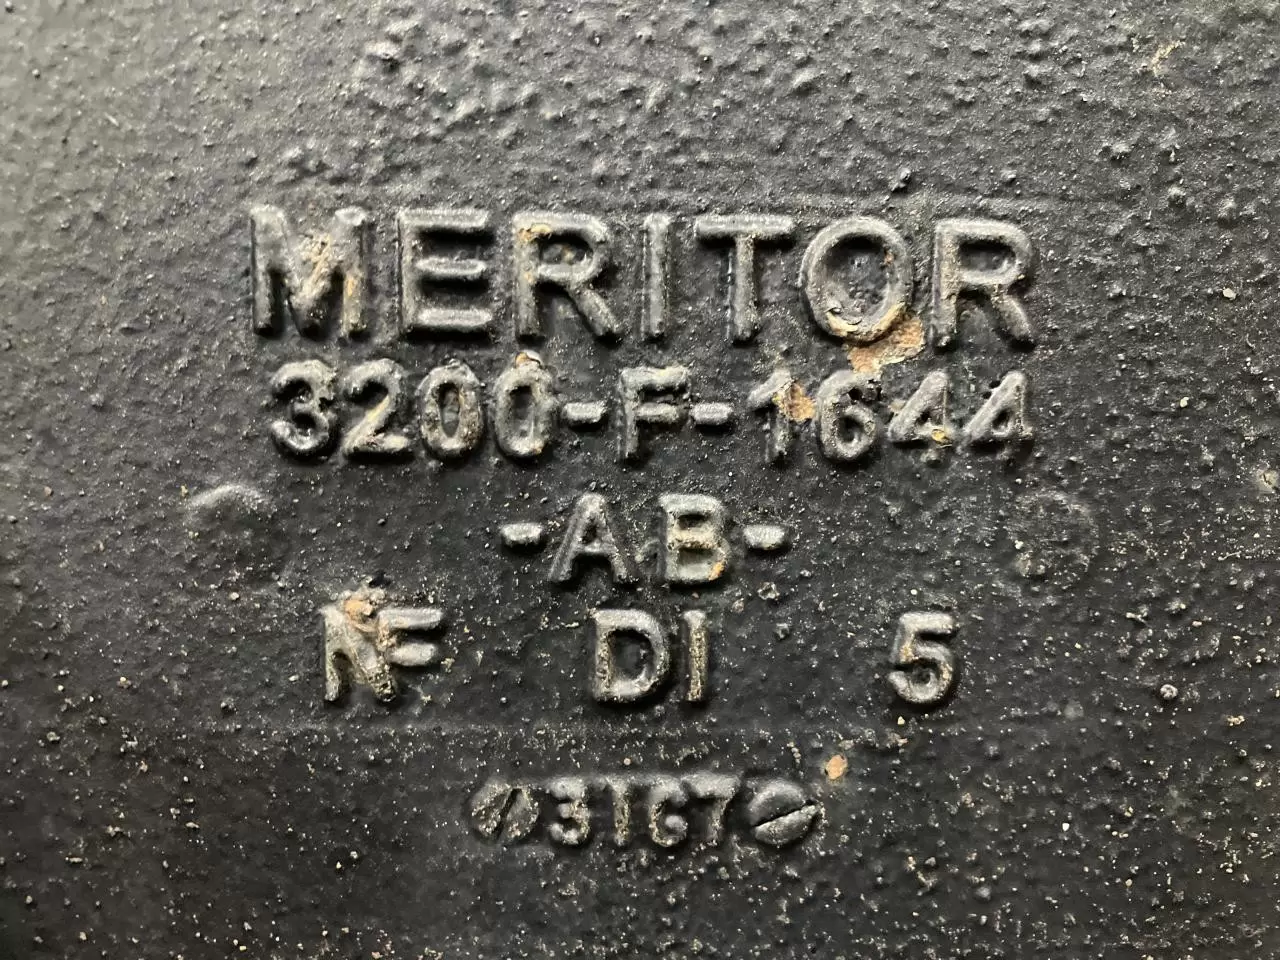 MERITOR
3200-F-1644
-AB-
NF DI 5
3167